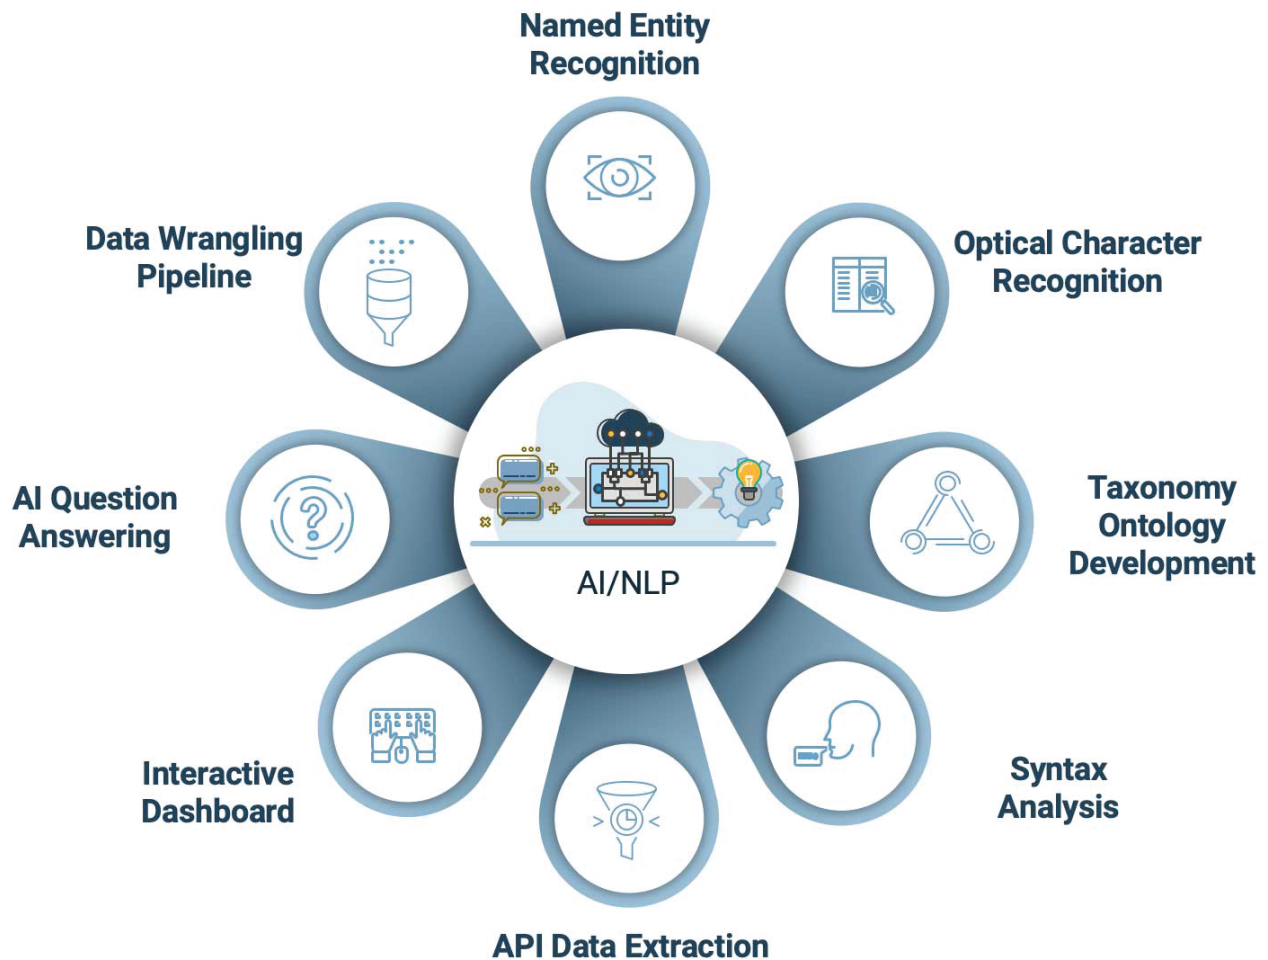 Named Entity
Recognition
Optical Character
Recognition
Taxonomy
Ontology
Development
Syntax
Analysis
API Data Extraction
Interactive
Dashboard
AI Question
Answering
Data Wrangling
Pipeline
AI/NLP